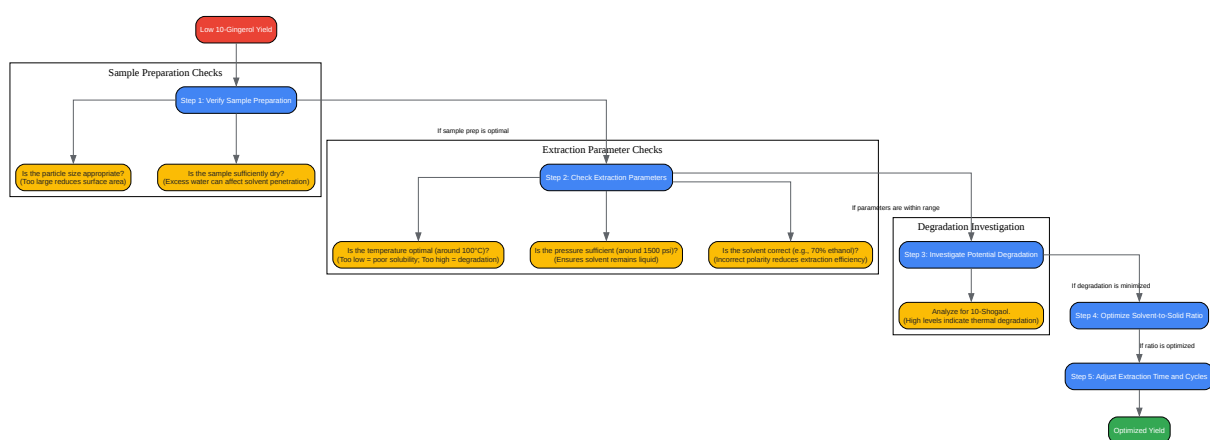 Low 10-Gingerol Yield
Sample Preparation Checks
Step 1: Verify Sample Preparation
If sample prep is optimal
Is the particle size appropriate?
(Too large reduces surface area)
Is the sample sufficiently dry?
(Excess water can affect solvent penetration)
Extraction Parameter Checks
Step 2: Check Extraction Parameters
If parameters are within range
Is the temperature optimal (around 100°C)?
(Too low = poor solubility; Too high = degradation)
Is the pressure sufficient (around 1500 psi)?
(Ensures solvent remains liquid)
Is the solvent correct (e.g., 70% ethanol)?
(Incorrect polarity reduces extraction efficiency)
Degradation Investigation
Step 3: Investigate Potential Degradation
If degradation is minimized
Analyze for 10-Shogaol.
(High levels indicate thermal degradation)
Step 4: Optimize Solvent-to-Solid Ratio
If ratio is optimized
Step 5: Adjust Extraction Time and Cycles
Optimized Yield